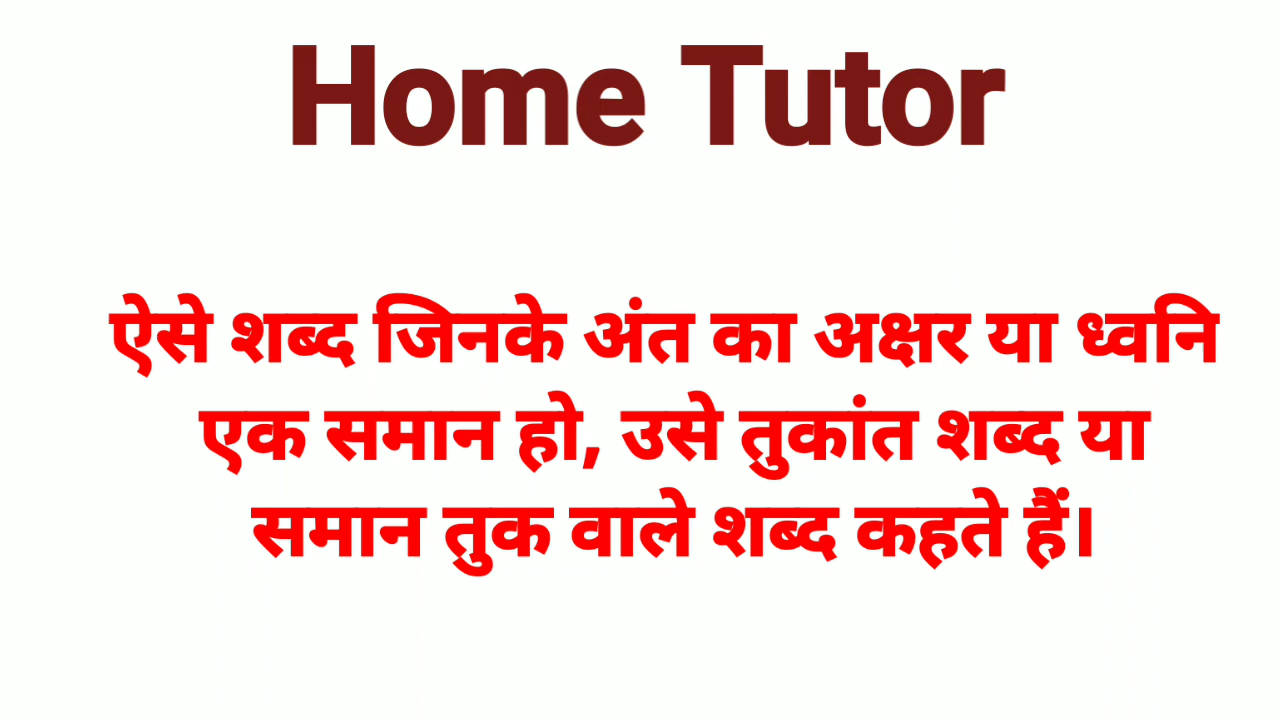 Home Tutor
ऐसे शब्द जिनके अंत का अक्षर या ध्वनि
एक समान हो, उसे तुकांत शब्द या
समान तुक वाले शब्द कहते हैं।